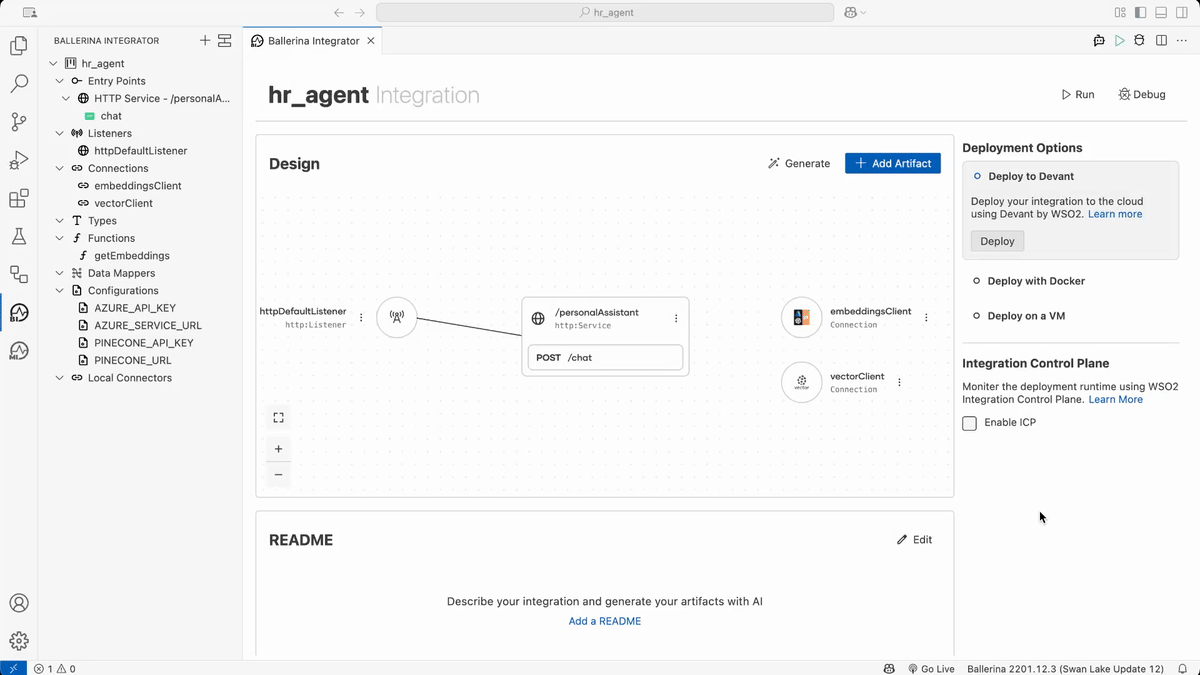 hr_agent
BALLERINA INTEGRATOR
Ballerina Integrator
hr_agent
Entry Points
HTTP Service - /personalA...
chat
Listeners
httpDefaultListener
Connections
embeddingsClient
vectorClient
Types
Functions
getEmbeddings
Data Mappers
Configurations
AZURE_API_KEY
AZURE_SERVICE_URL
PINECONE_API_KEY
PINECONE_URL
Local Connectors
BI
MI
hr_agent Integration
Run
Debug
Design
Generate
Add Artifact
httpDefaultListener
http:Listener
/personalAssistant
http:Service
POST /chat
embeddingsClient
Connection
vector
vectorClient
Connection
README
Edit
Describe your integration and generate your artifacts with AI
Add a README
Deployment Options
Deploy to Devant
Deploy your integration to the cloud
using Devant by WSO2. Learn more
Deploy
Deploy with Docker
Deploy on a VM
Integration Control Plane
Moniter the deployment runtime using WSO2
Integration Control Plane. Learn More
Enable ICP
1 0
Go Live
Ballerina 2201.12.3 (Swan Lake Update 12)